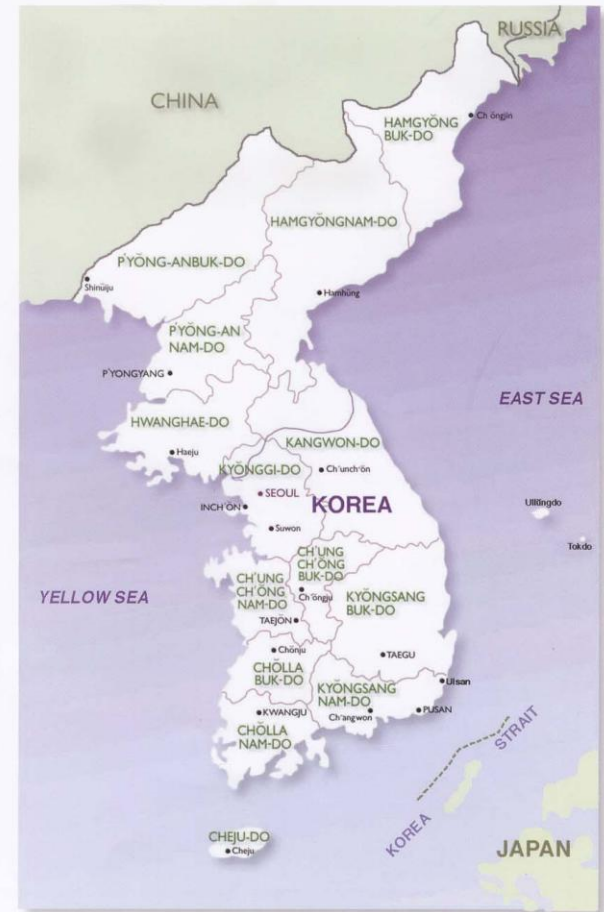 RUSSIA
CHINA
HAMGYŎNG
BUK-DO
Ch'ŏngjin
HAMGYŎNGNAM-DO
P'YŎNG-ANBUK-DO
Shinŭiju
Hamhŭng
P'YŎNG-AN
NAM-DO
P'YONGYANG
EAST SEA
HWANGHAE-DO
KANGWON-DO
Haeju
KYŎNGGI-DO
Ch'unch'ŏn
SEOUL
KOREA
INCH'ŎN
Ullŭngdo
Suwon
Tokdo
CH'UNG
CH'ŎNG
BUK-DO
CH'UNG
CH'ŎNG
NAM-DO
Ch'ŏngju
YELLOW SEA
KYŎNGSANG
BUK-DO
TAEJŎN
Chŏnju
TAEGU
CHŎLLA
BUK-DO
Ulsan
KYŎNGSANG
NAM-DO
KWANGJU
Ch'angwon
PUSAN
CHŎLLA
NAM-DO
KOREA STRAIT
CHEJU-DO
Cheju
JAPAN